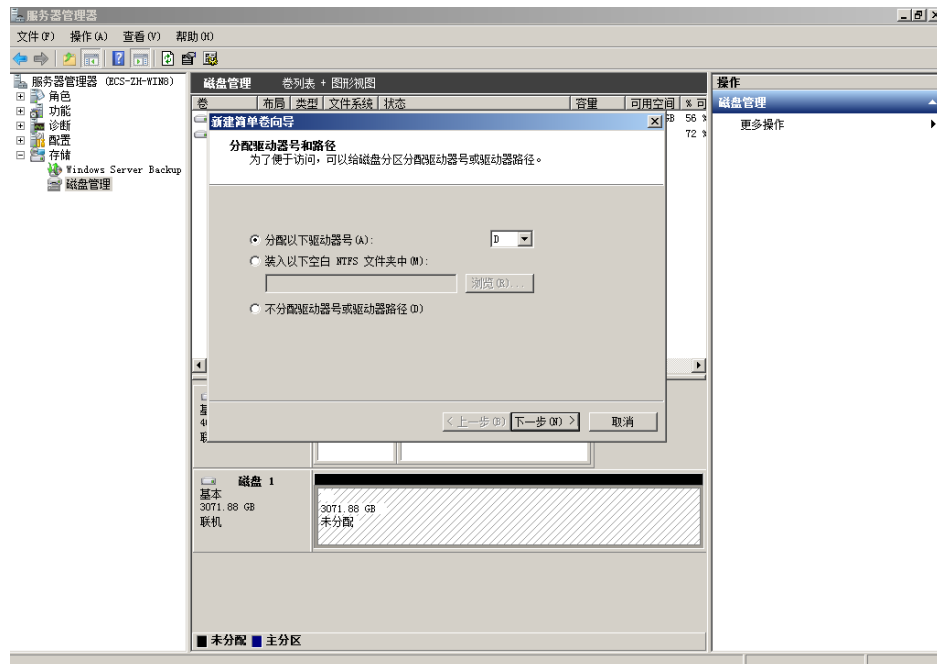 服务器管理器
文件(F) 操作(A) 查看(V) 帮助(H)
服务器管理器 (ECS-ZH-WIN8)
角色
功能
诊断
配置
存储
Windows Server Backup
磁盘管理
磁盘管理 卷列表 + 图形视图
卷 布局 类型 文件系统 状态 容量 可用空间 % 可
GB 56 %
72 %
新建简单卷向导
分配驱动器号和路径
为了便于访问，可以给磁盘分区分配驱动器号或驱动器路径。
分配以下驱动器号(A): D
装入以下空白 NTFS 文件夹中(M):
浏览(R)...
不分配驱动器号或驱动器路径(D)
<上一步(B) 下一步(N) > 取消
基
40
联
磁盘 1
基本
3071.88 GB
联机
3071.88 GB
未分配
未分配 主分区
操作
磁盘管理
更多操作